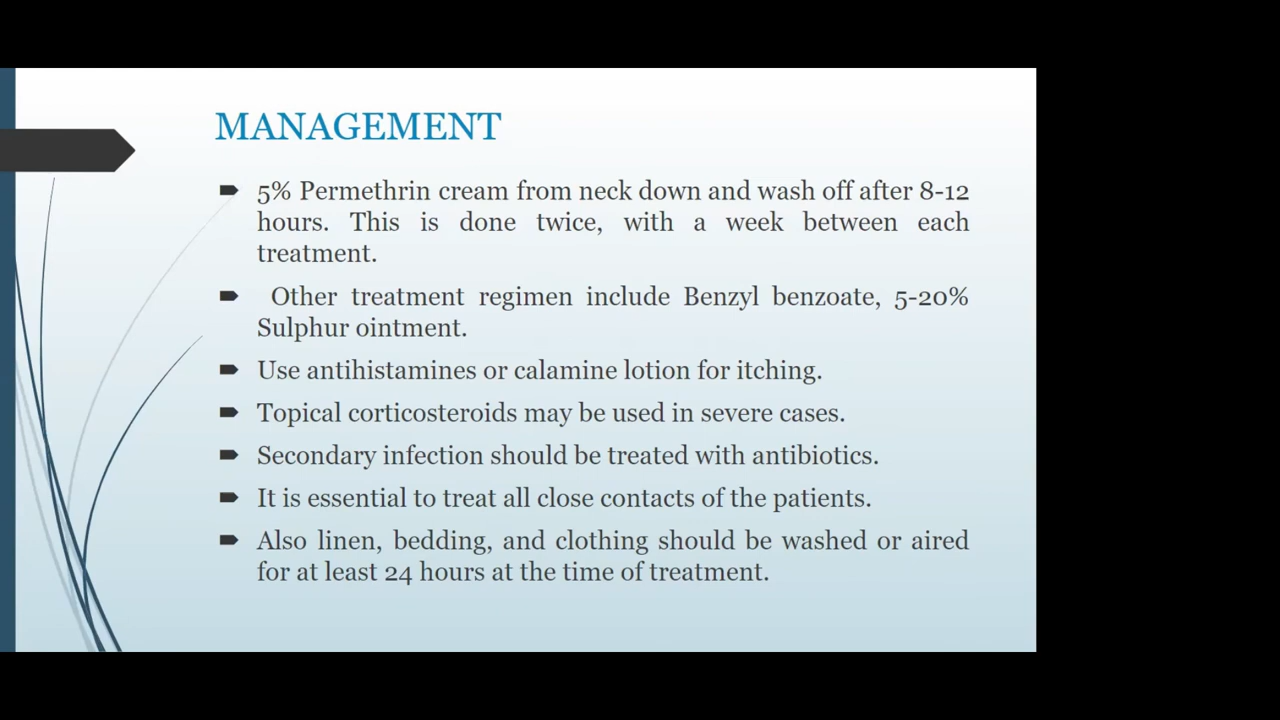 MANAGEMENT
5% Permethrin cream from neck down and wash off after 8-12
hours. This is done twice, with a week between each
treatment.
Other treatment regimen include Benzyl benzoate, 5-20%
Sulphur ointment.
Use antihistamines or calamine lotion for itching.
Topical corticosteroids may be used in severe cases.
Secondary infection should be treated with antibiotics.
It is essential to treat all close contacts of the patients.
Also linen, bedding, and clothing should be washed or aired
for at least 24 hours at the time of treatment.